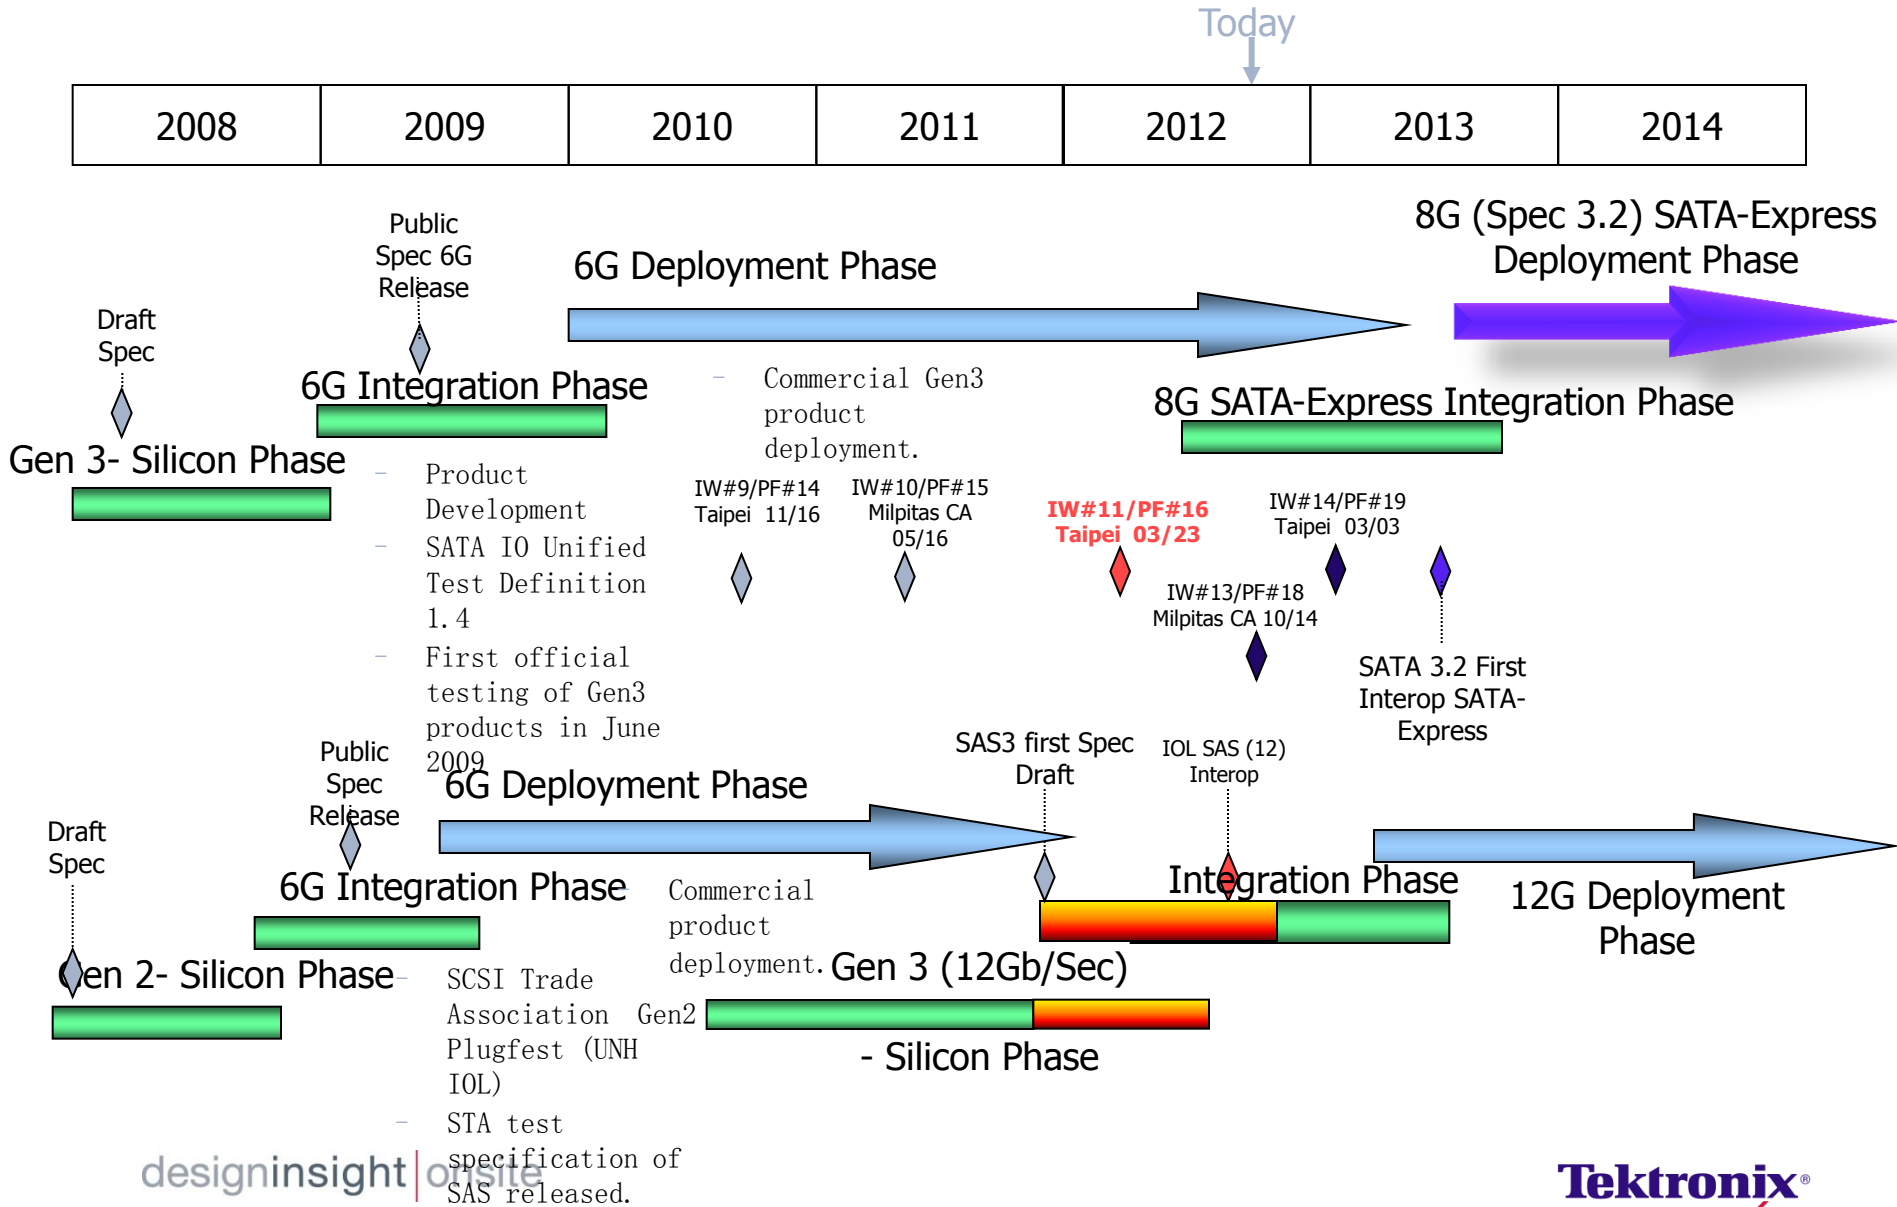 Today
2008
2009
2010
2011
2012
2013
2014
8G (Spec 3.2) SATA-Express
Deployment Phase
Public
Spec 6G
Release
6G Deployment Phase
Draft
Spec
6G Integration Phase
- Commercial Gen3
product
deployment.
8G SATA-Express Integration Phase
Gen 3- Silicon Phase
- Product
Development
- SATA IO Unified
Test Definition
1.4
- First official
testing of Gen3
products in June
2009
IW#9/PF#14
Taipei 11/16
IW#10/PF#15
Milpitas CA
05/16
IW#11/PF#16
Taipei 03/23
IW#14/PF#19
Taipei 03/03
IW#13/PF#18
Milpitas CA 10/14
SATA 3.2 First
Interop SATA-
Express
Public
Spec
Release
6G Deployment Phase
SAS3 first Spec
Draft
IOL SAS (12)
Interop
Draft
Spec
6G Integration Phase
- Commercial
product
deployment.
Integration Phase
12G Deployment
Phase
Gen 2- Silicon Phase
- SCSI Trade
Association Gen2
Plugfest (UNH
IOL)
- STA test
specification of
SAS released.
Gen 3 (12Gb/Sec)
- Silicon Phase
designinsight onsite
Tektronix®